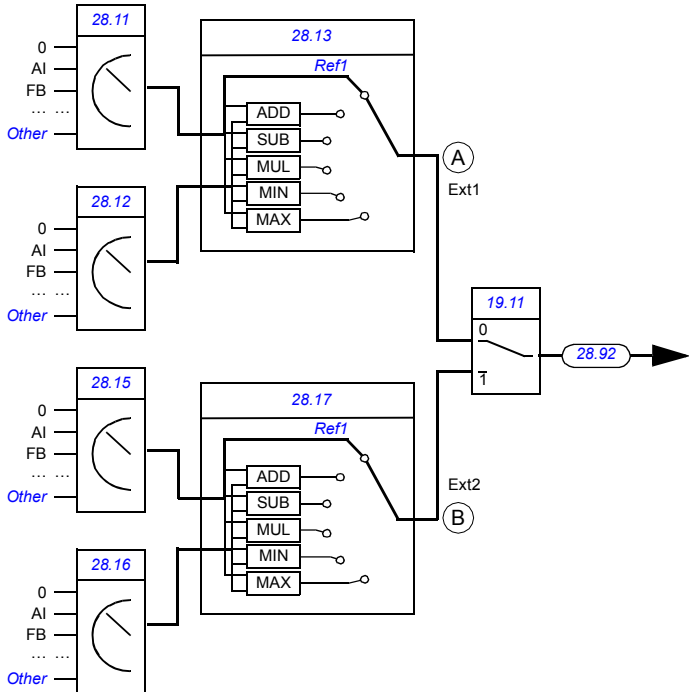 28.11
0
AI
FB
... ...
Other
28.13
Ref1
ADD
SUB
MUL
MIN
MAX
A
Ext1
28.12
0
AI
FB
... ...
Other
19.11
0
1
28.92
28.15
0
AI
FB
... ...
Other
28.17
Ref1
ADD
SUB
MUL
MIN
MAX
Ext2
B
28.16
0
AI
FB
... ...
Other